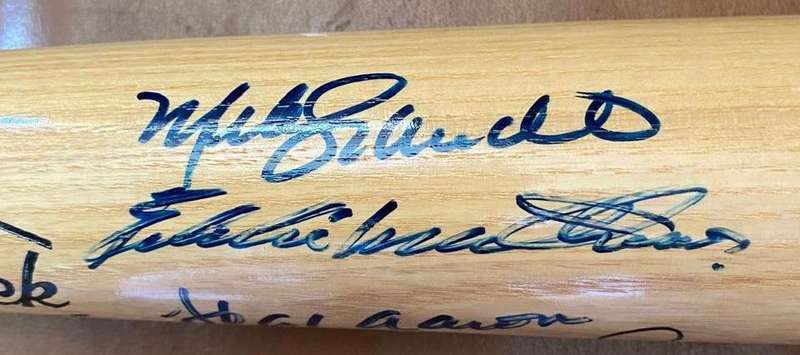 Mike Schmidt
Eddie Mathews
Hank Aaron